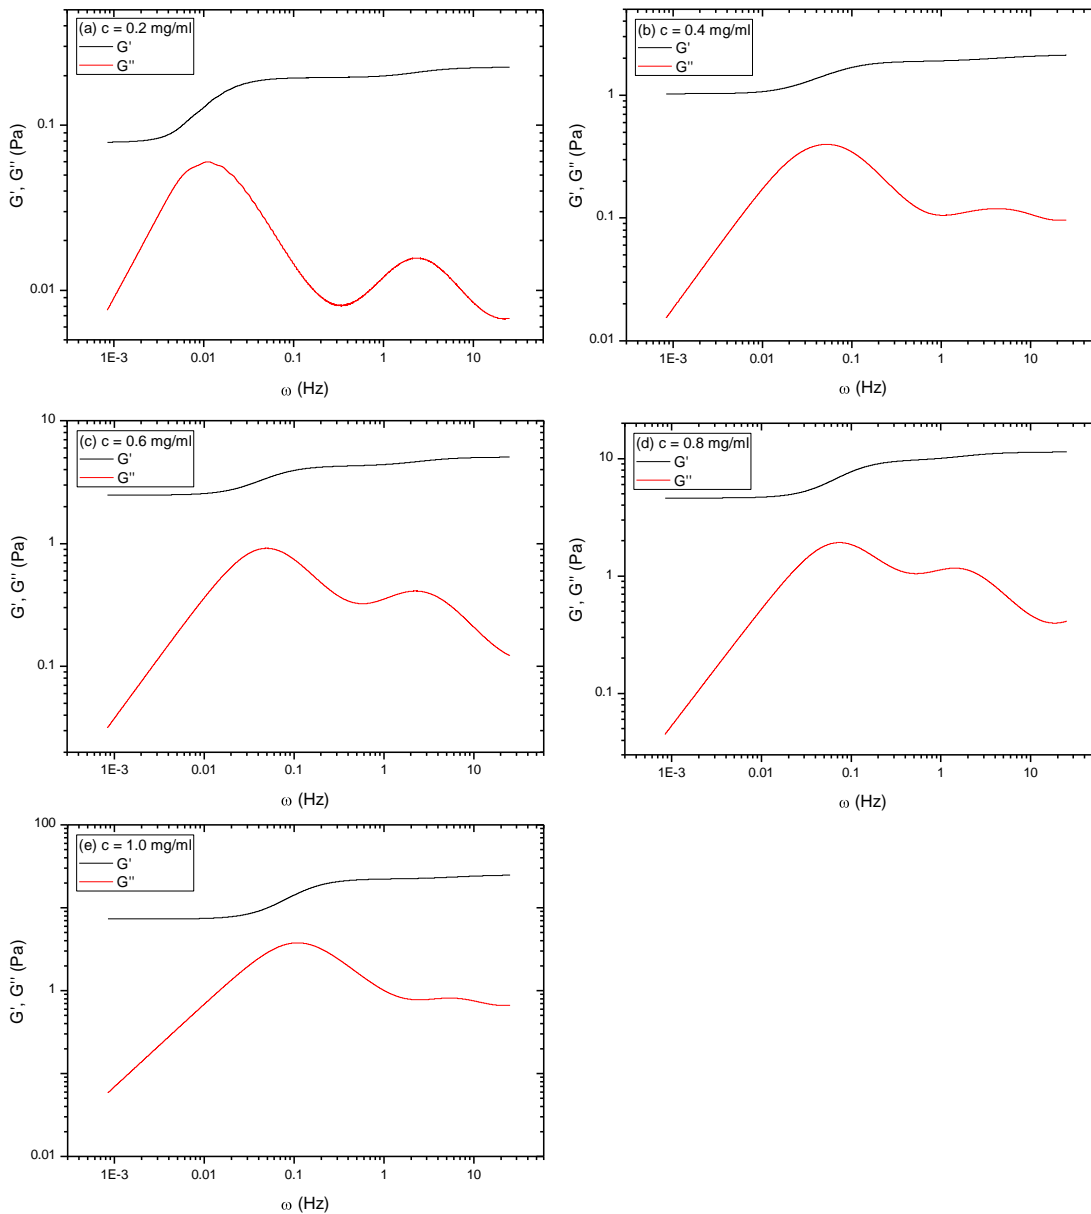 (a) c = 0.2 mg/ml
G'
G''
0.1
0.01
G', G'' (Pa)
1E-3 0.01 0.1 1 10
ω (Hz)
(b) c = 0.4 mg/ml
G'
G''
1
0.1
0.01
G', G'' (Pa)
1E-3 0.01 0.1 1 10
ω (Hz)
(c) c = 0.6 mg/ml
G'
G''
10
1
0.1
G', G'' (Pa)
1E-3 0.01 0.1 1 10
ω (Hz)
(d) c = 0.8 mg/ml
G'
G''
10
1
0.1
G', G'' (Pa)
1E-3 0.01 0.1 1 10
ω (Hz)
(e) c = 1.0 mg/ml
G'
G''
100
1
0.01
G', G'' (Pa)
1E-3 0.01 0.1 1 10
ω (Hz)